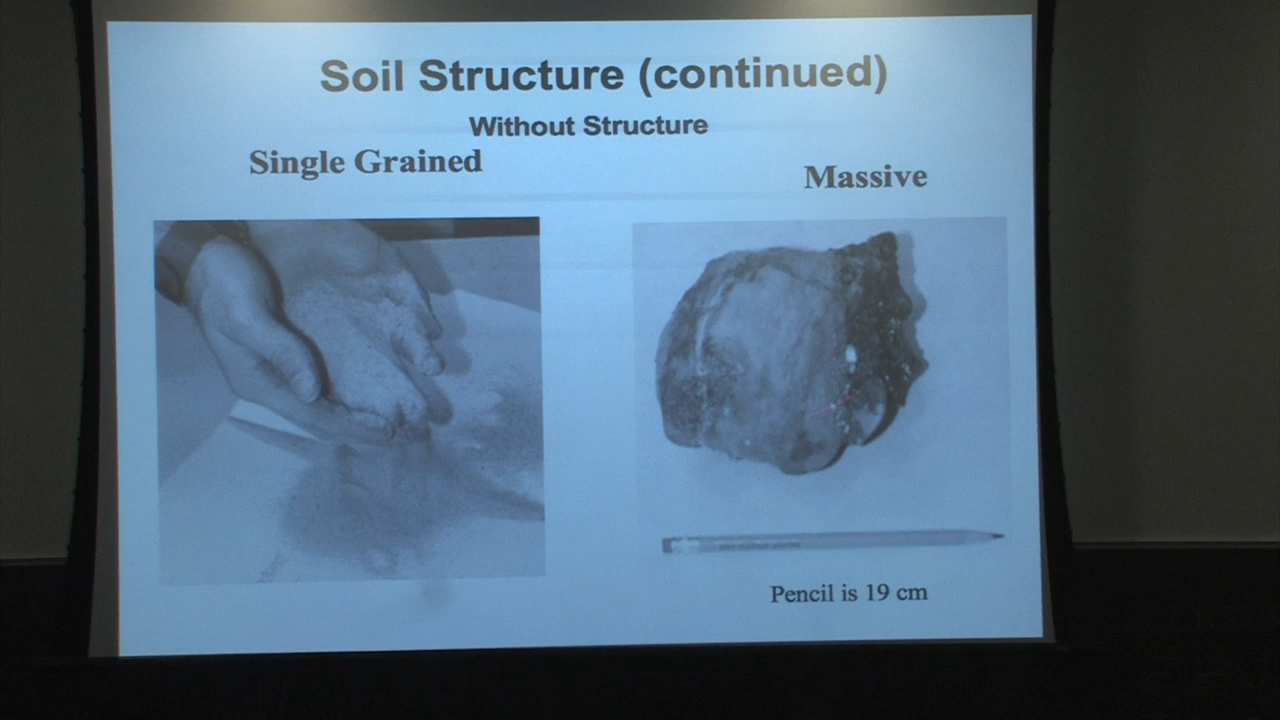 Soil Structure (continued)
Without Structure
Single Grained
Massive
Pencil is 19 cm